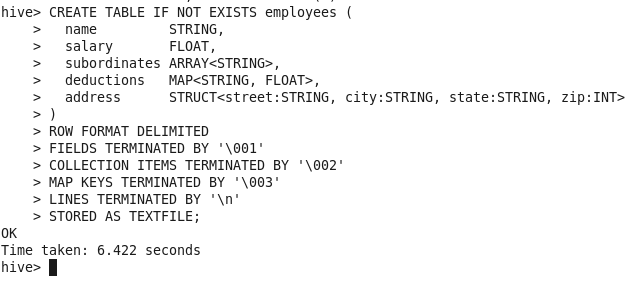 hive> CREATE TABLE IF NOT EXISTS employees (
    >   name         STRING,
    >   salary       FLOAT,
    >   subordinates ARRAY<STRING>,
    >   deductions   MAP<STRING, FLOAT>,
    >   address      STRUCT<street:STRING, city:STRING, state:STRING, zip:INT>
    > )
    > ROW FORMAT DELIMITED
    > FIELDS TERMINATED BY '\001'
    > COLLECTION ITEMS TERMINATED BY '\002'
    > MAP KEYS TERMINATED BY '\003'
    > LINES TERMINATED BY '\n'
    > STORED AS TEXTFILE;
OK
Time taken: 6.422 seconds
hive>